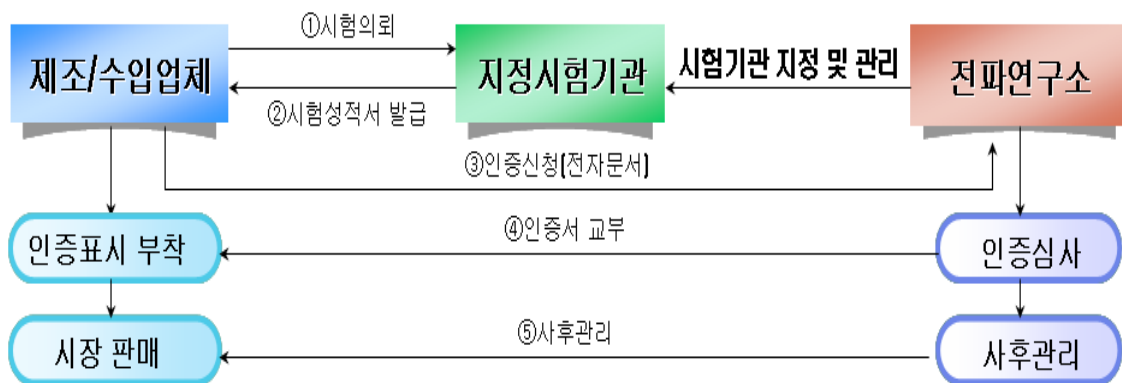 ①시험의뢰
제조/수입업체
지정시험기관
시험기관 지정 및 관리
전파연구소
②시험성적서 발급
③인증신청(전자문서)
④인증서 교부
인증표시 부착
인증심사
⑤사후관리
시장 판매
사후관리